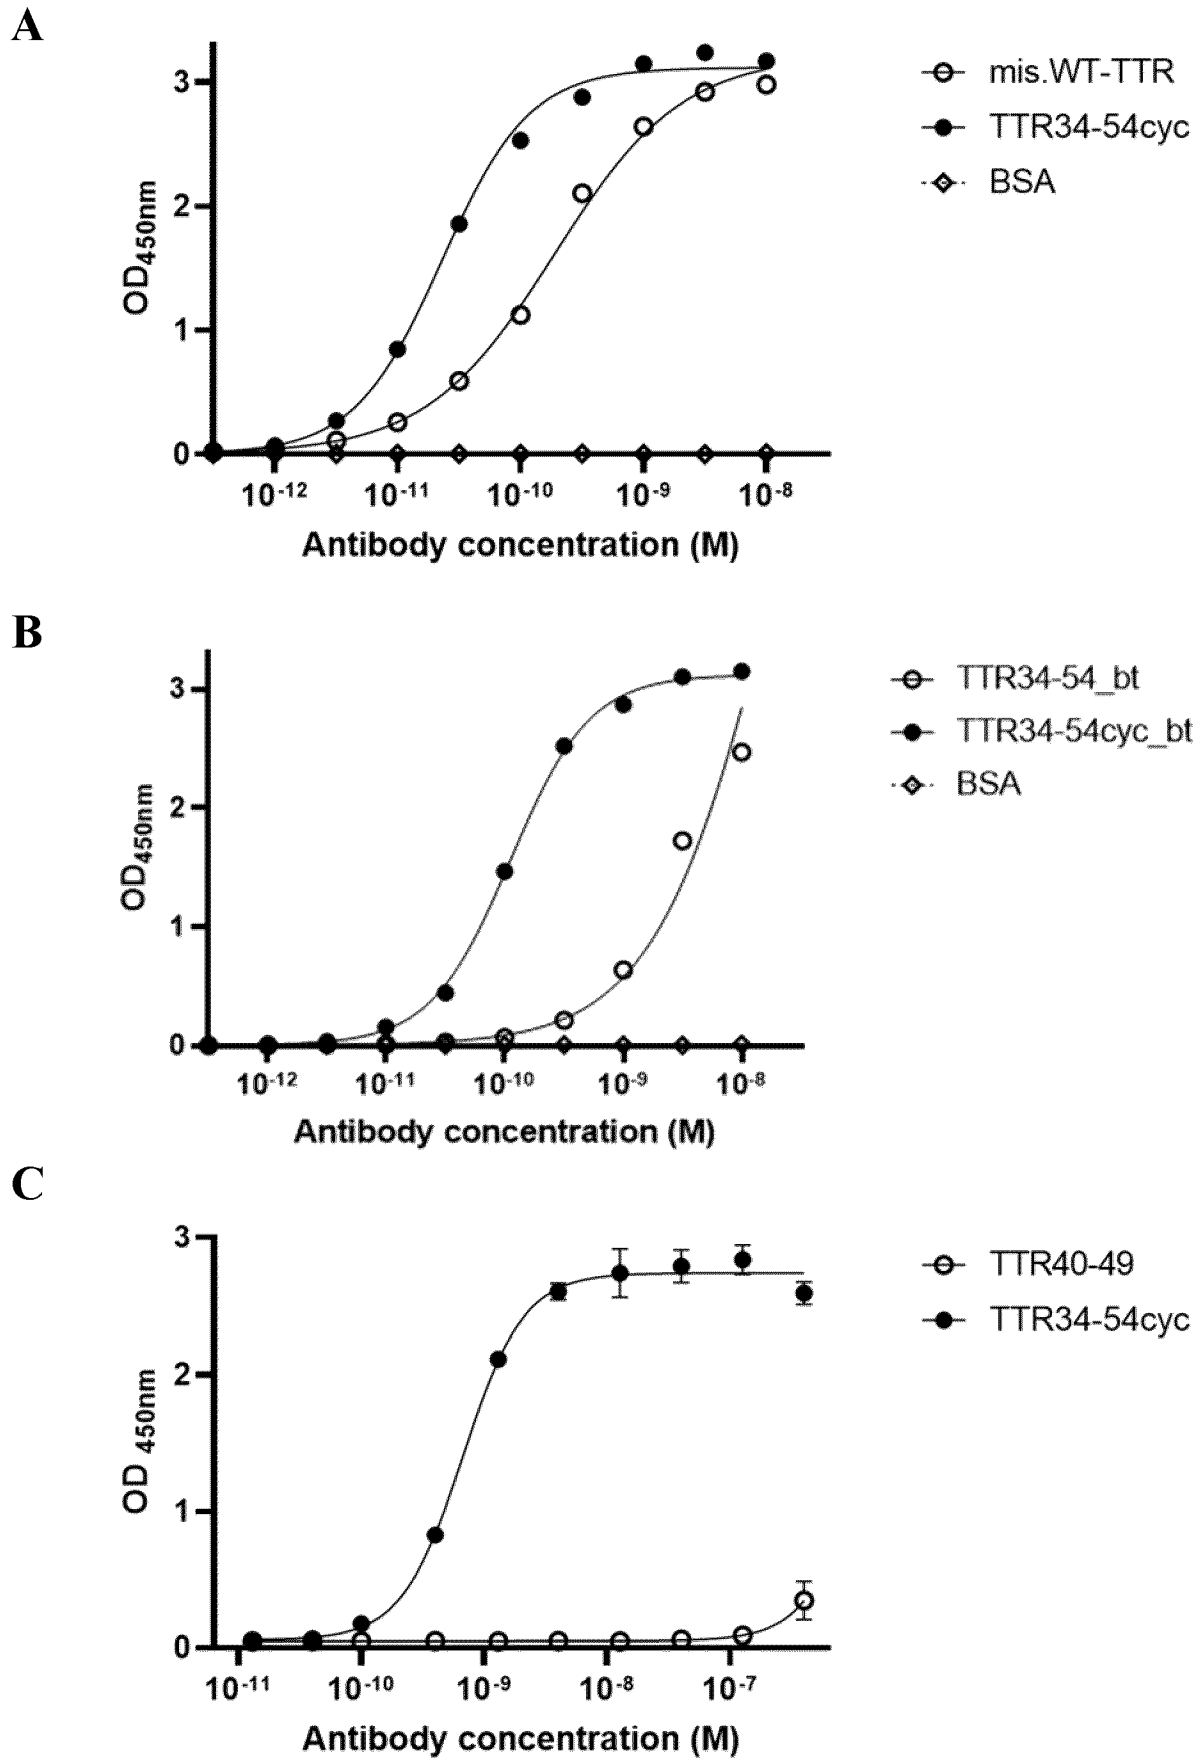 A
3
2
1
0
OD450nm
10-12 10-11 10-10 10-9 10-8
Antibody concentration (M)
mis.WT-TTR
TTR34-54cyc
BSA
B
3
2
1
0
OD450nm
10-12 10-11 10-10 10-9 10-8
Antibody concentration (M)
TTR34-54_bt
TTR34-54cyc_bt
BSA
C
3
2
1
0
OD 450nm
10-11 10-10 10-9 10-8 10-7
Antibody concentration (M)
TTR40-49
TTR34-54cyc